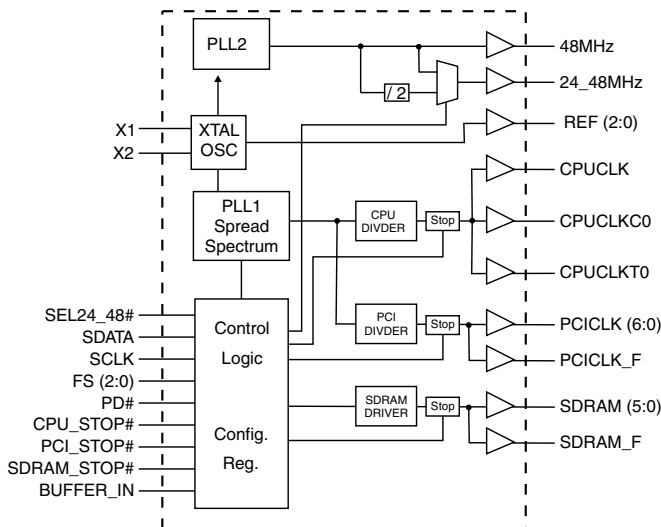 PLL2
48MHz
/ 2
24_48MHz
X1
X2
XTAL
OSC
REF (2:0)
CPUCLK
PLL1
Spread
Spectrum
CPU
DIVDER
Stop
CPUCLKC0
CPUCLKT0
SEL24_48#
SDATA
SCLK
FS (2:0)
PD#
CPU_STOP#
PCI_STOP#
SDRAM_STOP#
BUFFER_IN
Control
Logic
Config.
Reg.
PCI
DIVDER
Stop
PCICLK (6:0)
PCICLK_F
SDRAM
DRIVER
Stop
SDRAM (5:0)
SDRAM_F